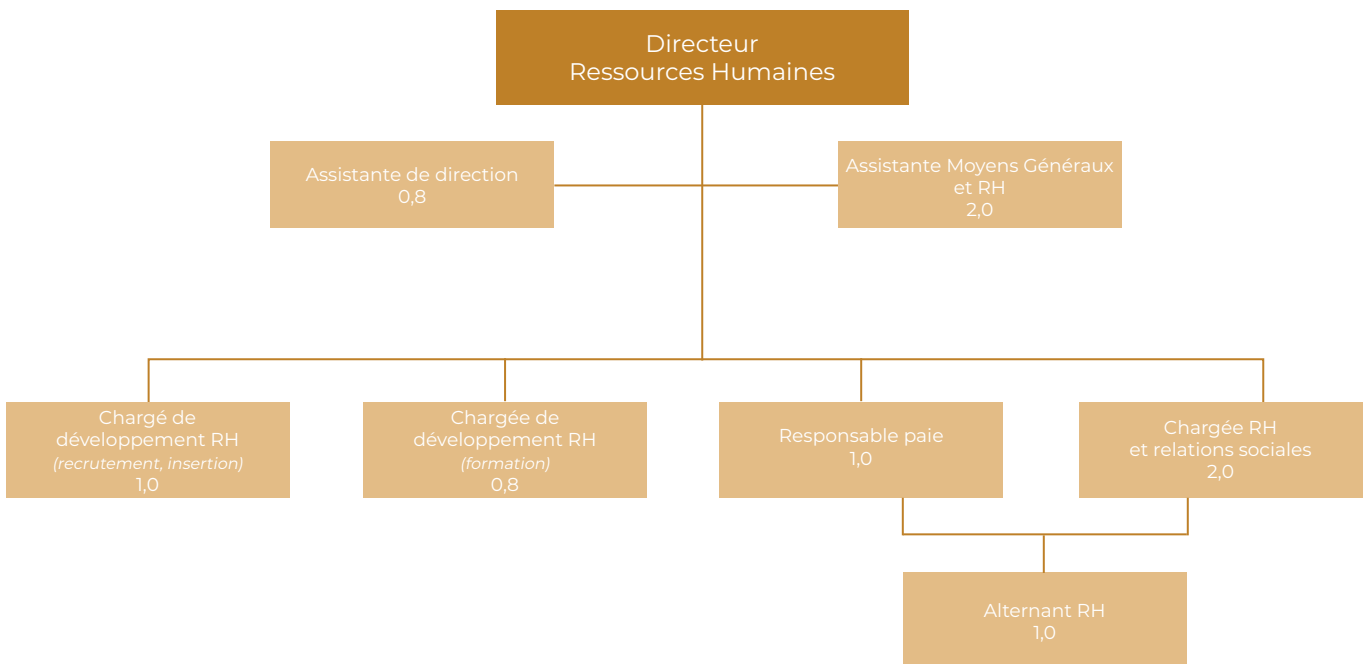 Directeur
Ressources Humaines
Assistante de direction
0,8
Assistante Moyens Généraux
et RH
2,0
Chargé de
développement RH
(recrutement, insertion)
1,0
Chargée de
développement RH
(formation)
0,8
Responsable paie
1,0
Chargée RH
et relations sociales
2,0
Alternant RH
1,0